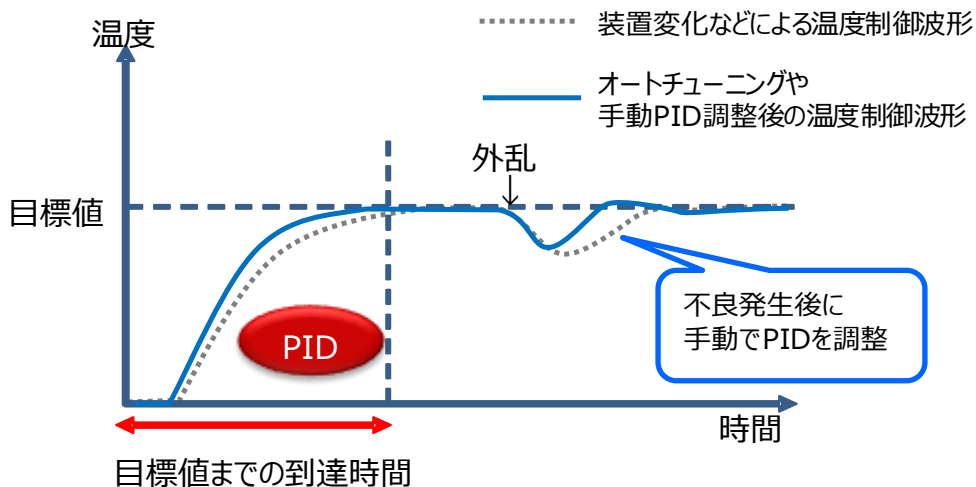 温度
装置変化などによる温度制御波形
オートチューニングや
手動PID調整後の温度制御波形
外乱
目標値
不良発生後に
手動でPIDを調整
PID
時間
目標値までの到達時間